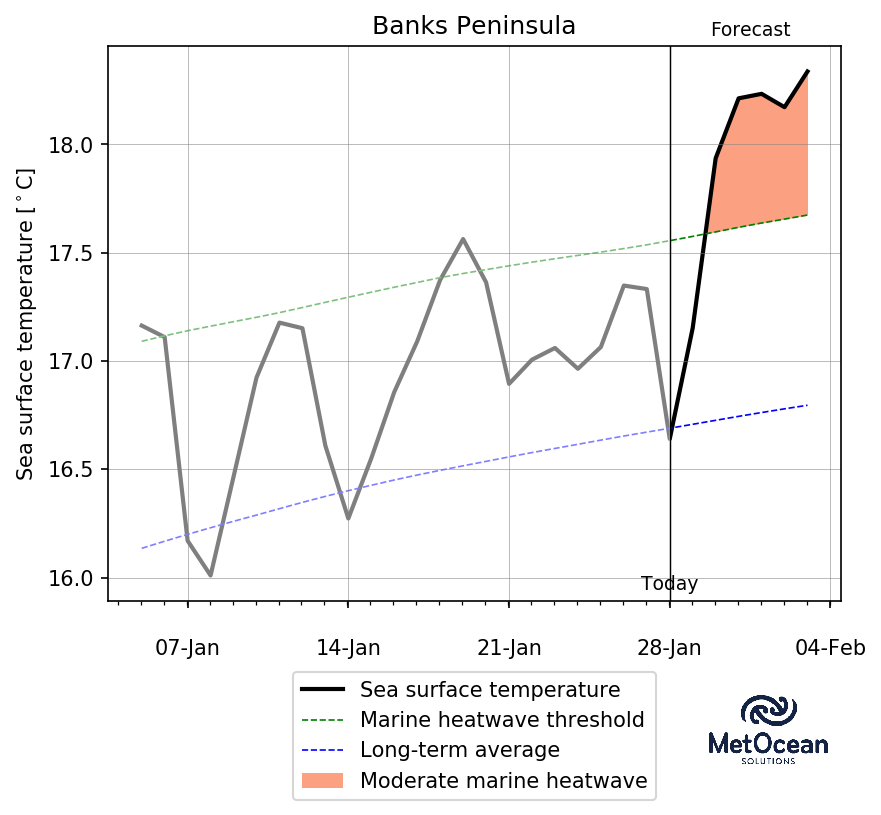 Banks Peninsula
Forecast
Sea surface temperature [°C]
18.0
17.5
17.0
16.5
16.0
Today
07-Jan 14-Jan 21-Jan 28-Jan 04-Feb
Sea surface temperature
Marine heatwave threshold
Long-term average
Moderate marine heatwave
MetOcean
SOLUTIONS